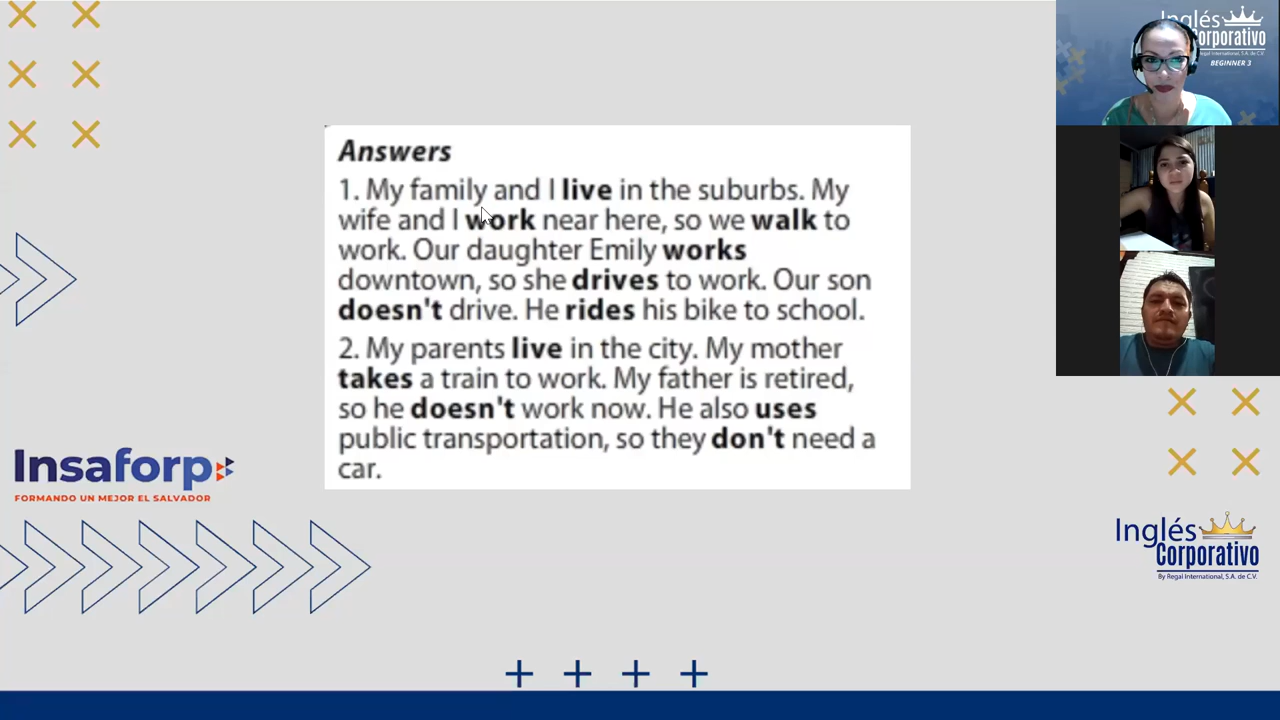 Answers
1. My family and I live in the suburbs. My
wife and I work near here, so we walk to
work. Our daughter Emily works
downtown, so she drives to work. Our son
doesn't drive. He rides his bike to school.
2. My parents live in the city. My mother
takes a train to work. My father is retired,
so he doesn't work now. He also uses
public transportation, so they don't need a
car.
Insaforp
FORMANDO UN MEJOR EL SALVADOR
Inglés
Corporativo
By Regal International, S.A. de C.V.
Inglés
Corporativo
Regal International, S.A. de C.V.
BEGINNER 3